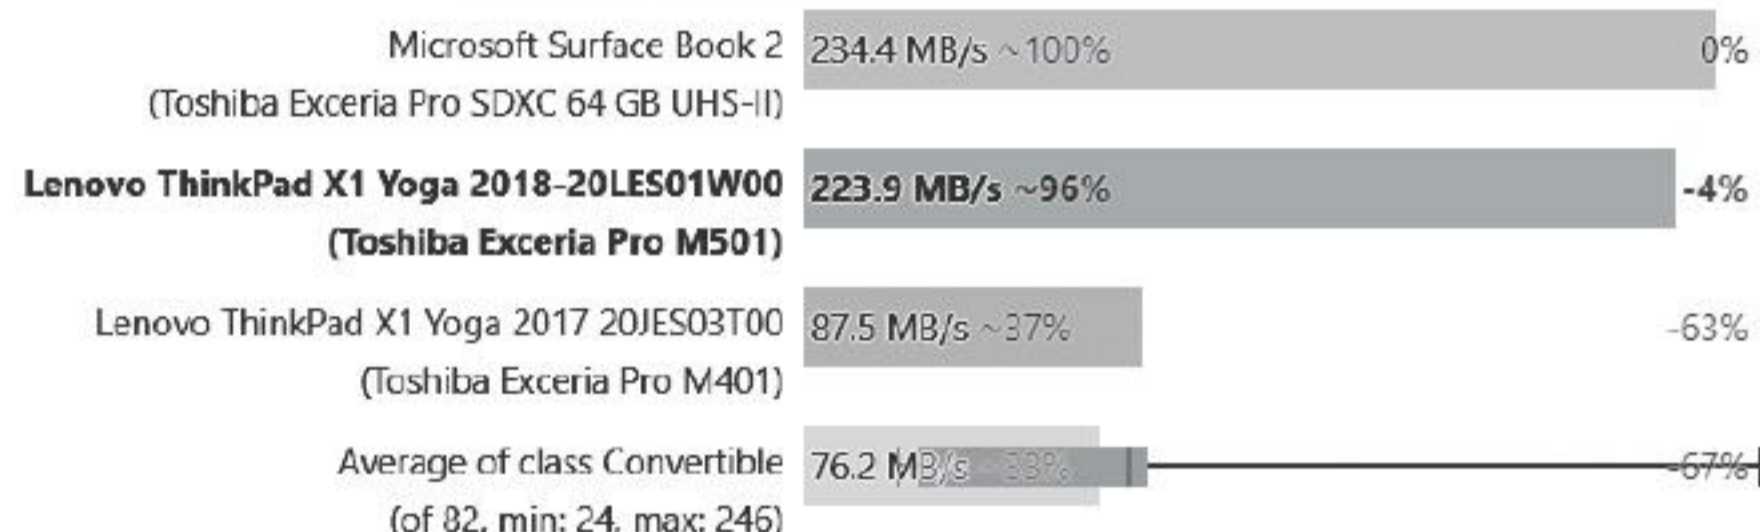 Microsoft Surface Book 2 234.4 MB/s ~100% 0%
(Toshiba Exceria Pro SDXC 64 GB UHS-II)
Lenovo ThinkPad X1 Yoga 2018-20LES01W00 223.9 MB/s ~96% -4%
(Toshiba Exceria Pro M501)
Lenovo ThinkPad X1 Yoga 2017 20JES03T00 87.5 MB/s ~37% -63%
(Toshiba Exceria Pro M401)
Average of class Convertible 76.2 MB/s ~33% -67%
(of 82, min: 24, max: 246)